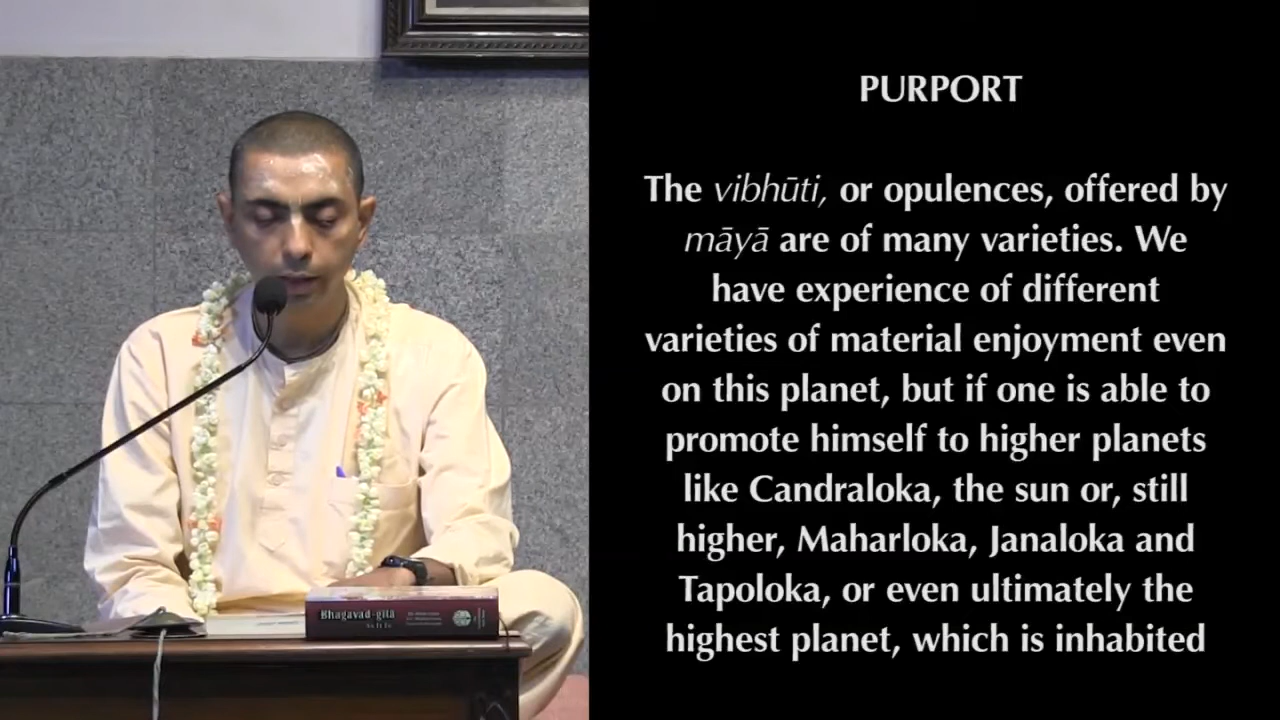 PURPORT
The vibhūti, or opulences, offered by
māyā are of many varieties. We
have experience of different
varieties of material enjoyment even
on this planet, but if one is able to
promote himself to higher planets
like Candraloka, the sun or, still
higher, Maharloka, Janaloka and
Tapoloka, or even ultimately the
highest planet, which is inhabited
Bhagavad-gītā